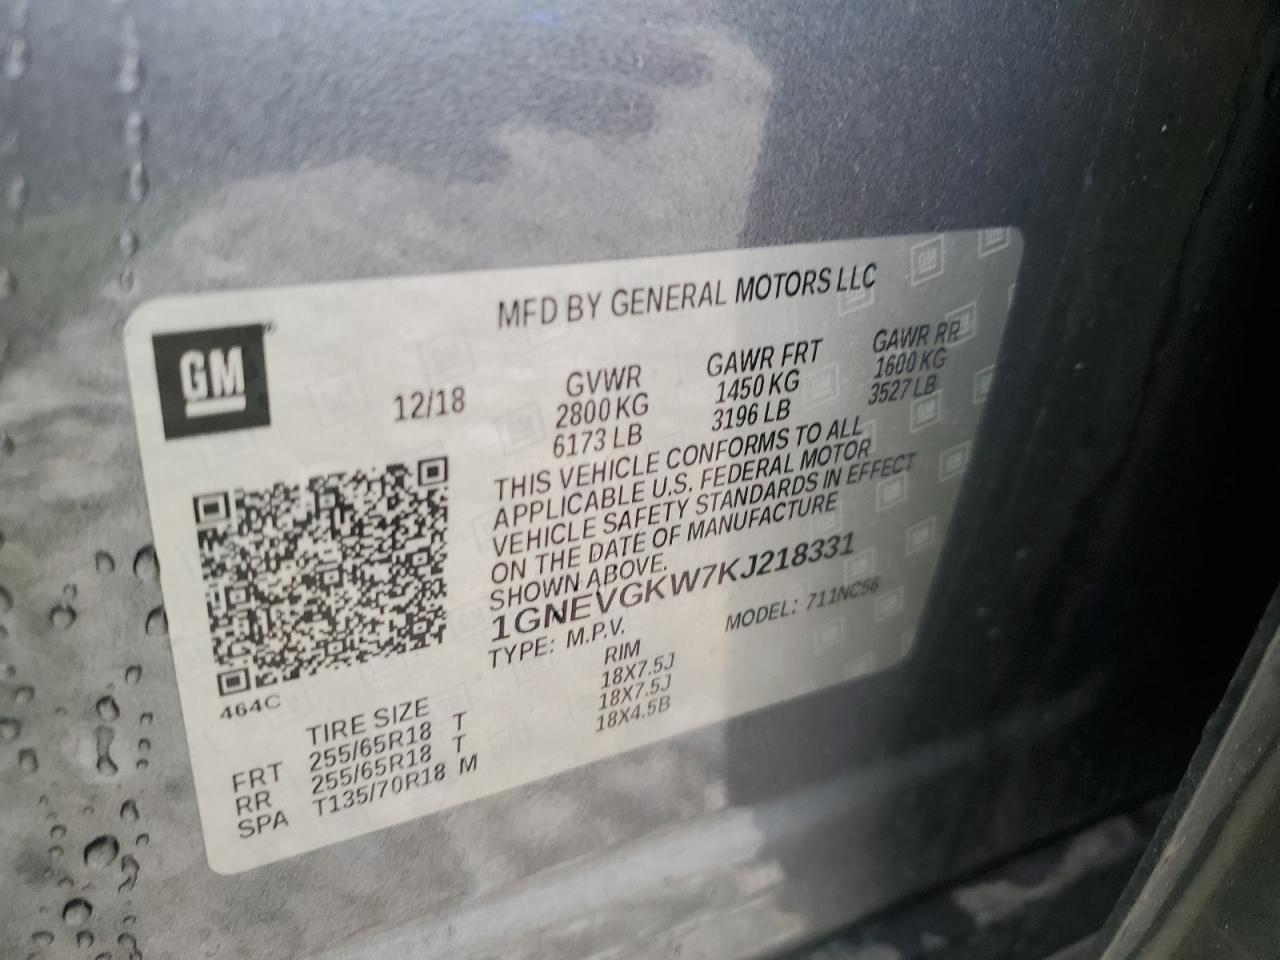 MFD BY GENERAL MOTORS LLC
GM
12/18
GVWR GAWR FRT GAWR RR
2800 KG 1450 KG 1600 KG
6173 LB 3196 LB 3527 LB
THIS VEHICLE CONFORMS TO ALL
APPLICABLE U.S. FEDERAL MOTOR
VEHICLE SAFETY STANDARDS IN EFFECT
ON THE DATE OF MANUFACTURE
SHOWN ABOVE.
1GNEVGKW7KJ218331
TYPE: M.P.V. MODEL: 711NC56
464C
TIRE SIZE RIM
FRT 255/65R18 T 18X7.5J
RR 255/65R18 T 18X7.5J
SPA T135/70R18 M 18X4.5B